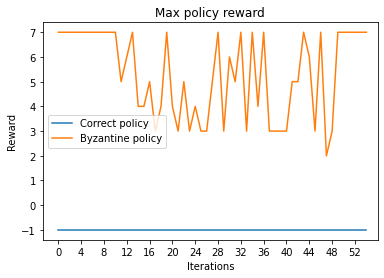 Max policy reward
Reward
7
6
5
4
3
2
1
0
−1
Correct policy
Byzantine policy
0 4 8 12 16 20 24 28 32 36 40 44 48 52
Iterations